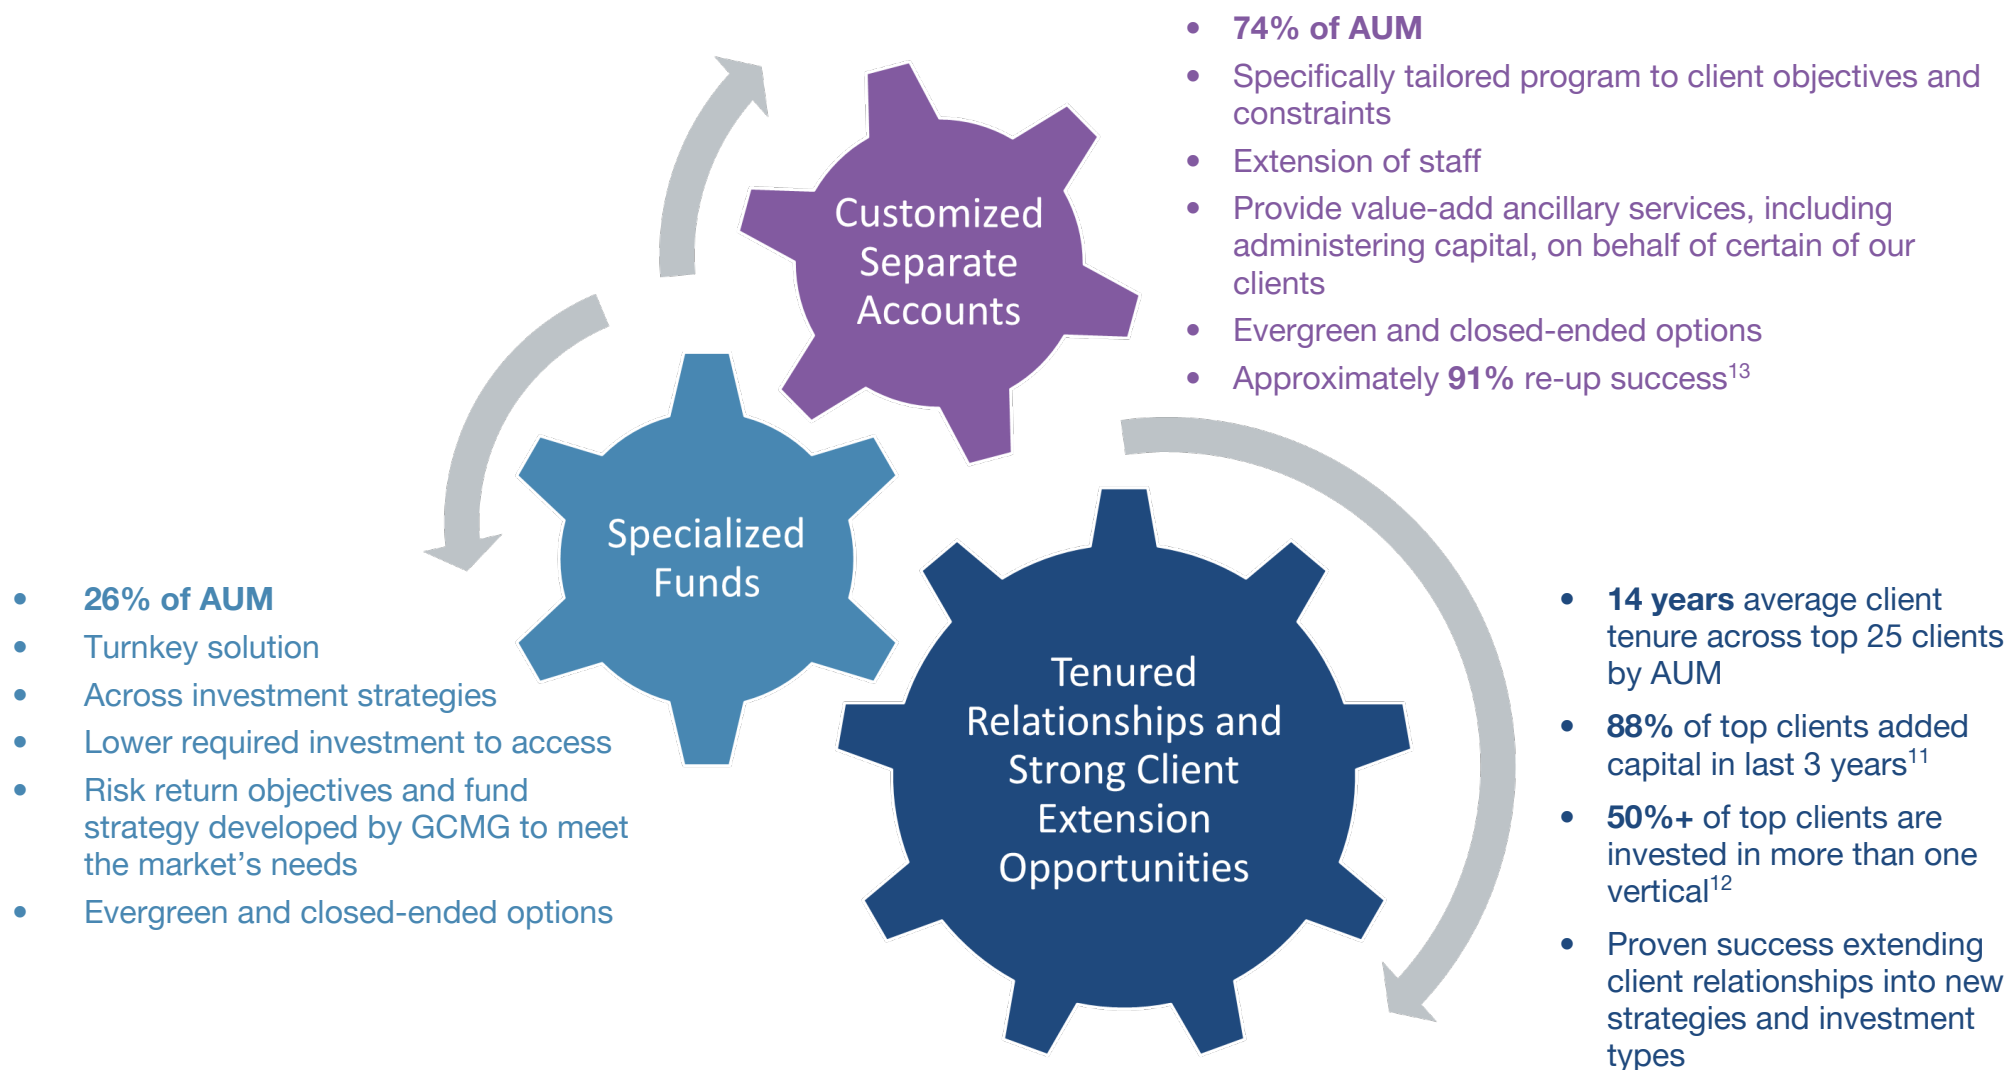 • 74% of AUM
• Specifically tailored program to client objectives and
constraints
• Extension of staff
• Provide value-add ancillary services, including
administering capital, on behalf of certain of our
clients
• Evergreen and closed-ended options
• Approximately 91% re-up success13
Customized
Separate
Accounts
Specialized
Funds
• 26% of AUM
• Turnkey solution
• Across investment strategies
• Lower required investment to access
• Risk return objectives and fund
strategy developed by GCMG to meet
the market’s needs
• Evergreen and closed-ended options
Tenured
Relationships and
Strong Client
Extension
Opportunities
• 14 years average client
tenure across top 25 clients
by AUM
• 88% of top clients added
capital in last 3 years11
• 50%+ of top clients are
invested in more than one
vertical12
• Proven success extending
client relationships into new
strategies and investment
types